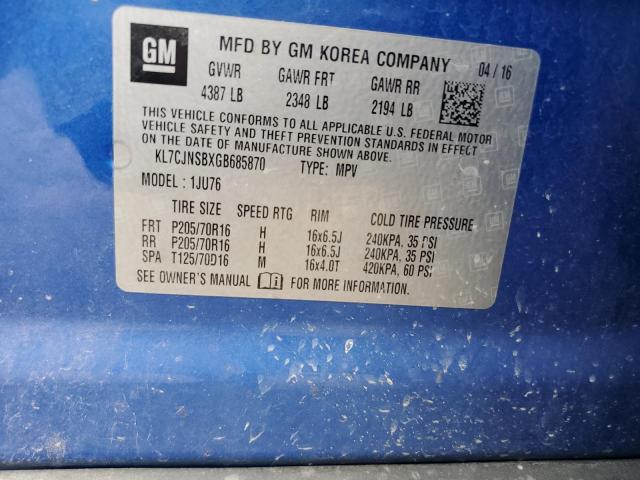 GM MFD BY GM KOREA COMPANY 04/16
GVWR GAWR FRT GAWR RR
4387 LB 2348 LB 2194 LB
THIS VEHICLE CONFORMS TO ALL APPLICABLE U.S. FEDERAL MOTOR
VEHICLE SAFETY AND THEFT PREVENTION STANDARDS IN EFFECT
ON THE DATE OF MANUFACTURE SHOWN ABOVE.
KL7CJNSBXGB685870 TYPE: MPV
MODEL: 1JU76
TIRE SIZE SPEED RTG RIM COLD TIRE PRESSURE
FRT P205/70R16 H 16x6.5J 240KPA, 35 PSI
RR P205/70R16 H 16x6.5J 240KPA, 35 PSI
SPA T125/70D16 M 16x4.0T 420KPA, 60 PSI
SEE OWNER'S MANUAL FOR MORE INFORMATION.